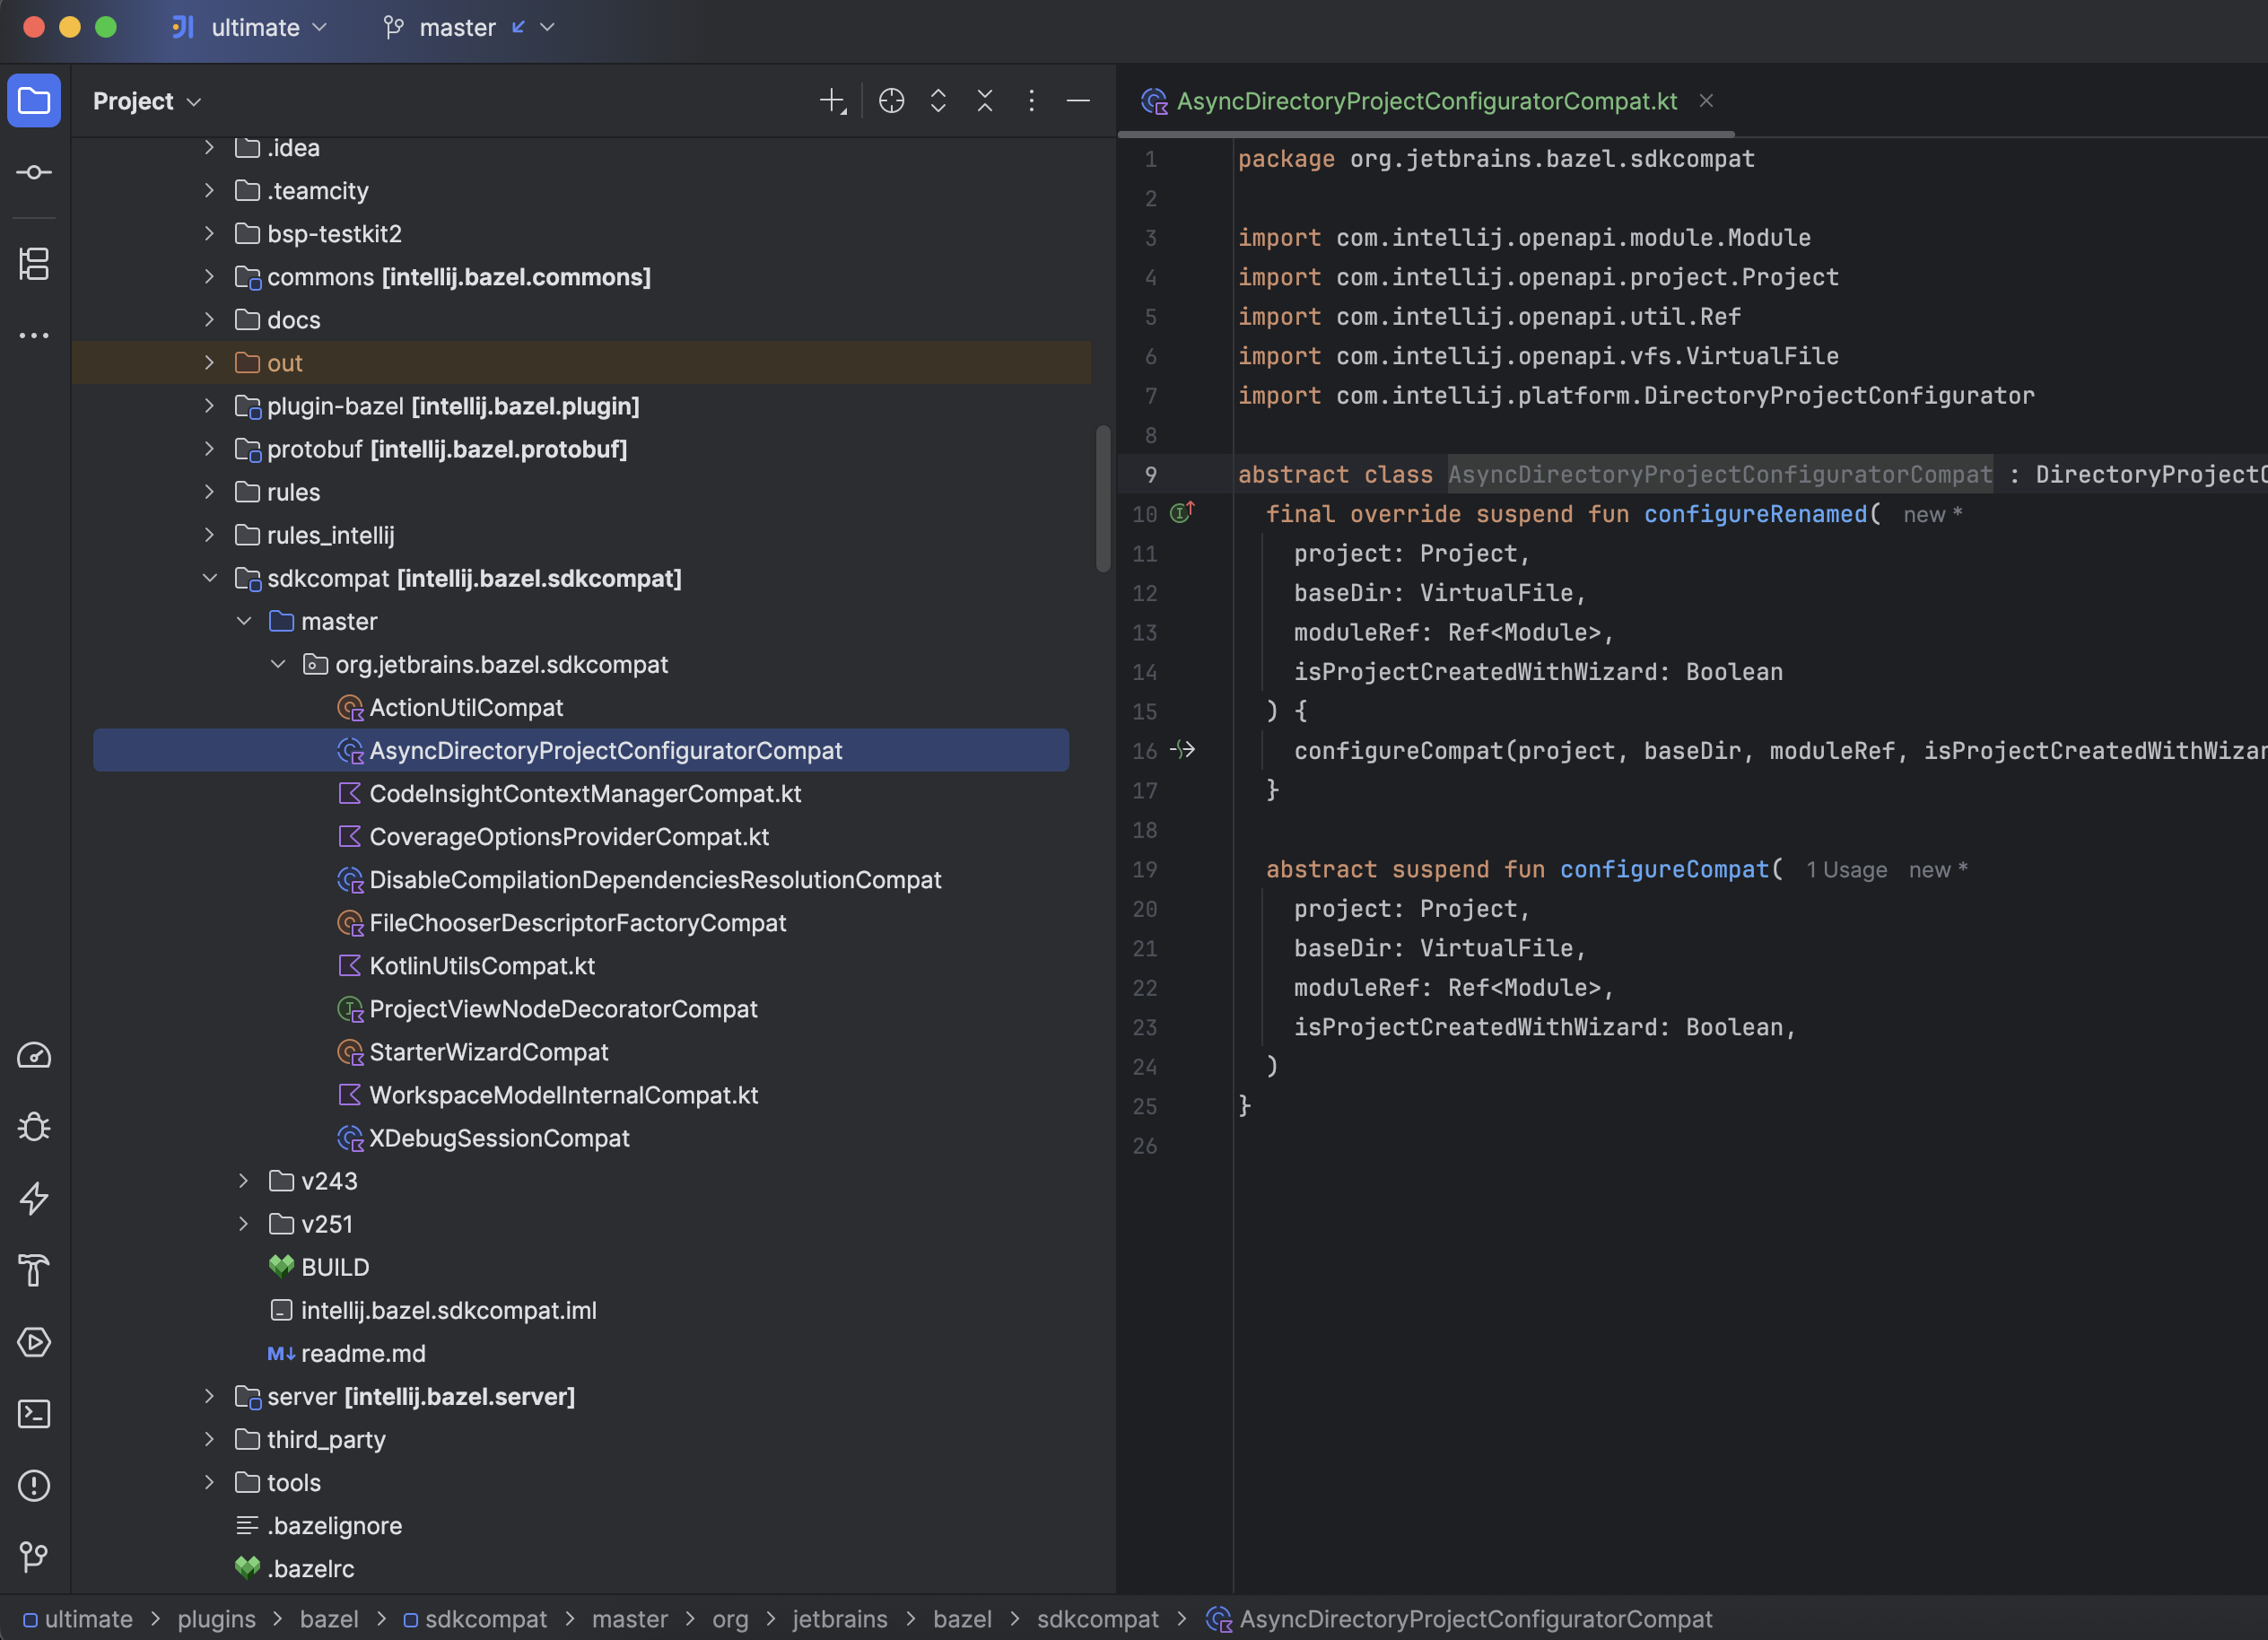 ultimate
master
Project
.idea
.teamcity
bsp-testkit2
commons [intellij.bazel.commons]
docs
out
plugin-bazel [intellij.bazel.plugin]
protobuf [intellij.bazel.protobuf]
rules
rules_intellij
sdkcompat [intellij.bazel.sdkcompat]
master
org.jetbrains.bazel.sdkcompat
ActionUtilCompat
AsyncDirectoryProjectConfiguratorCompat
CodeInsightContextManagerCompat.kt
CoverageOptionsProviderCompat.kt
DisableCompilationDependenciesResolutionCompat
FileChooserDescriptorFactoryCompat
KotlinUtilsCompat.kt
ProjectViewNodeDecoratorCompat
StarterWizardCompat
WorkspaceModelInternalCompat.kt
XDebugSessionCompat
v243
v251
BUILD
intellij.bazel.sdkcompat.iml
M↓ readme.md
server [intellij.bazel.server]
third_party
tools
.bazelignore
.bazelrc
AsyncDirectoryProjectConfiguratorCompat.kt
1 package org.jetbrains.bazel.sdkcompat
2
3 import com.intellij.openapi.module.Module
4 import com.intellij.openapi.project.Project
5 import com.intellij.openapi.util.Ref
6 import com.intellij.openapi.vfs.VirtualFile
7 import com.intellij.platform.DirectoryProjectConfigurator
8
9 abstract class AsyncDirectoryProjectConfiguratorCompat : DirectoryProjectC
10 final override suspend fun configureRenamed( new *
11 project: Project,
12 baseDir: VirtualFile,
13 moduleRef: Ref<Module>,
14 isProjectCreatedWithWizard: Boolean
15 ) {
16 configureCompat(project, baseDir, moduleRef, isProjectCreatedWithWizar
17 }
18
19 abstract suspend fun configureCompat( 1 Usage new *
20 project: Project,
21 baseDir: VirtualFile,
22 moduleRef: Ref<Module>,
23 isProjectCreatedWithWizard: Boolean,
24 )
25 }
26
ultimate > plugins > bazel > sdkcompat > master > org > jetbrains > bazel > sdkcompat > AsyncDirectoryProjectConfiguratorCompat